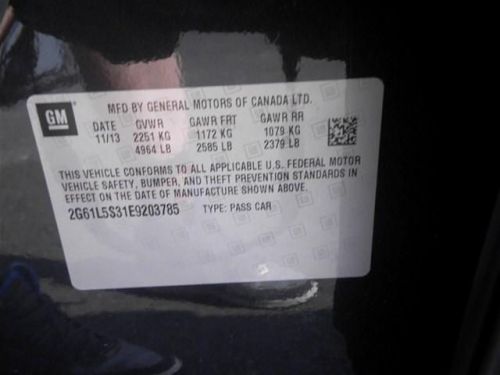 GM
MFD BY GENERAL MOTORS OF CANADA LTD.
DATE GVWR GAWR FRT GAWR RR
11/13 2251 KG 1172 KG 1079 KG
4964 LB 2585 LB 2379 LB
THIS VEHICLE CONFORMS TO ALL APPLICABLE U.S. FEDERAL MOTOR
VEHICLE SAFETY, BUMPER, AND THEFT PREVENTION STANDARDS IN
EFFECT ON THE DATE OF MANUFACTURE SHOWN ABOVE.
2G61L5S31E9203785 TYPE: PASS CAR